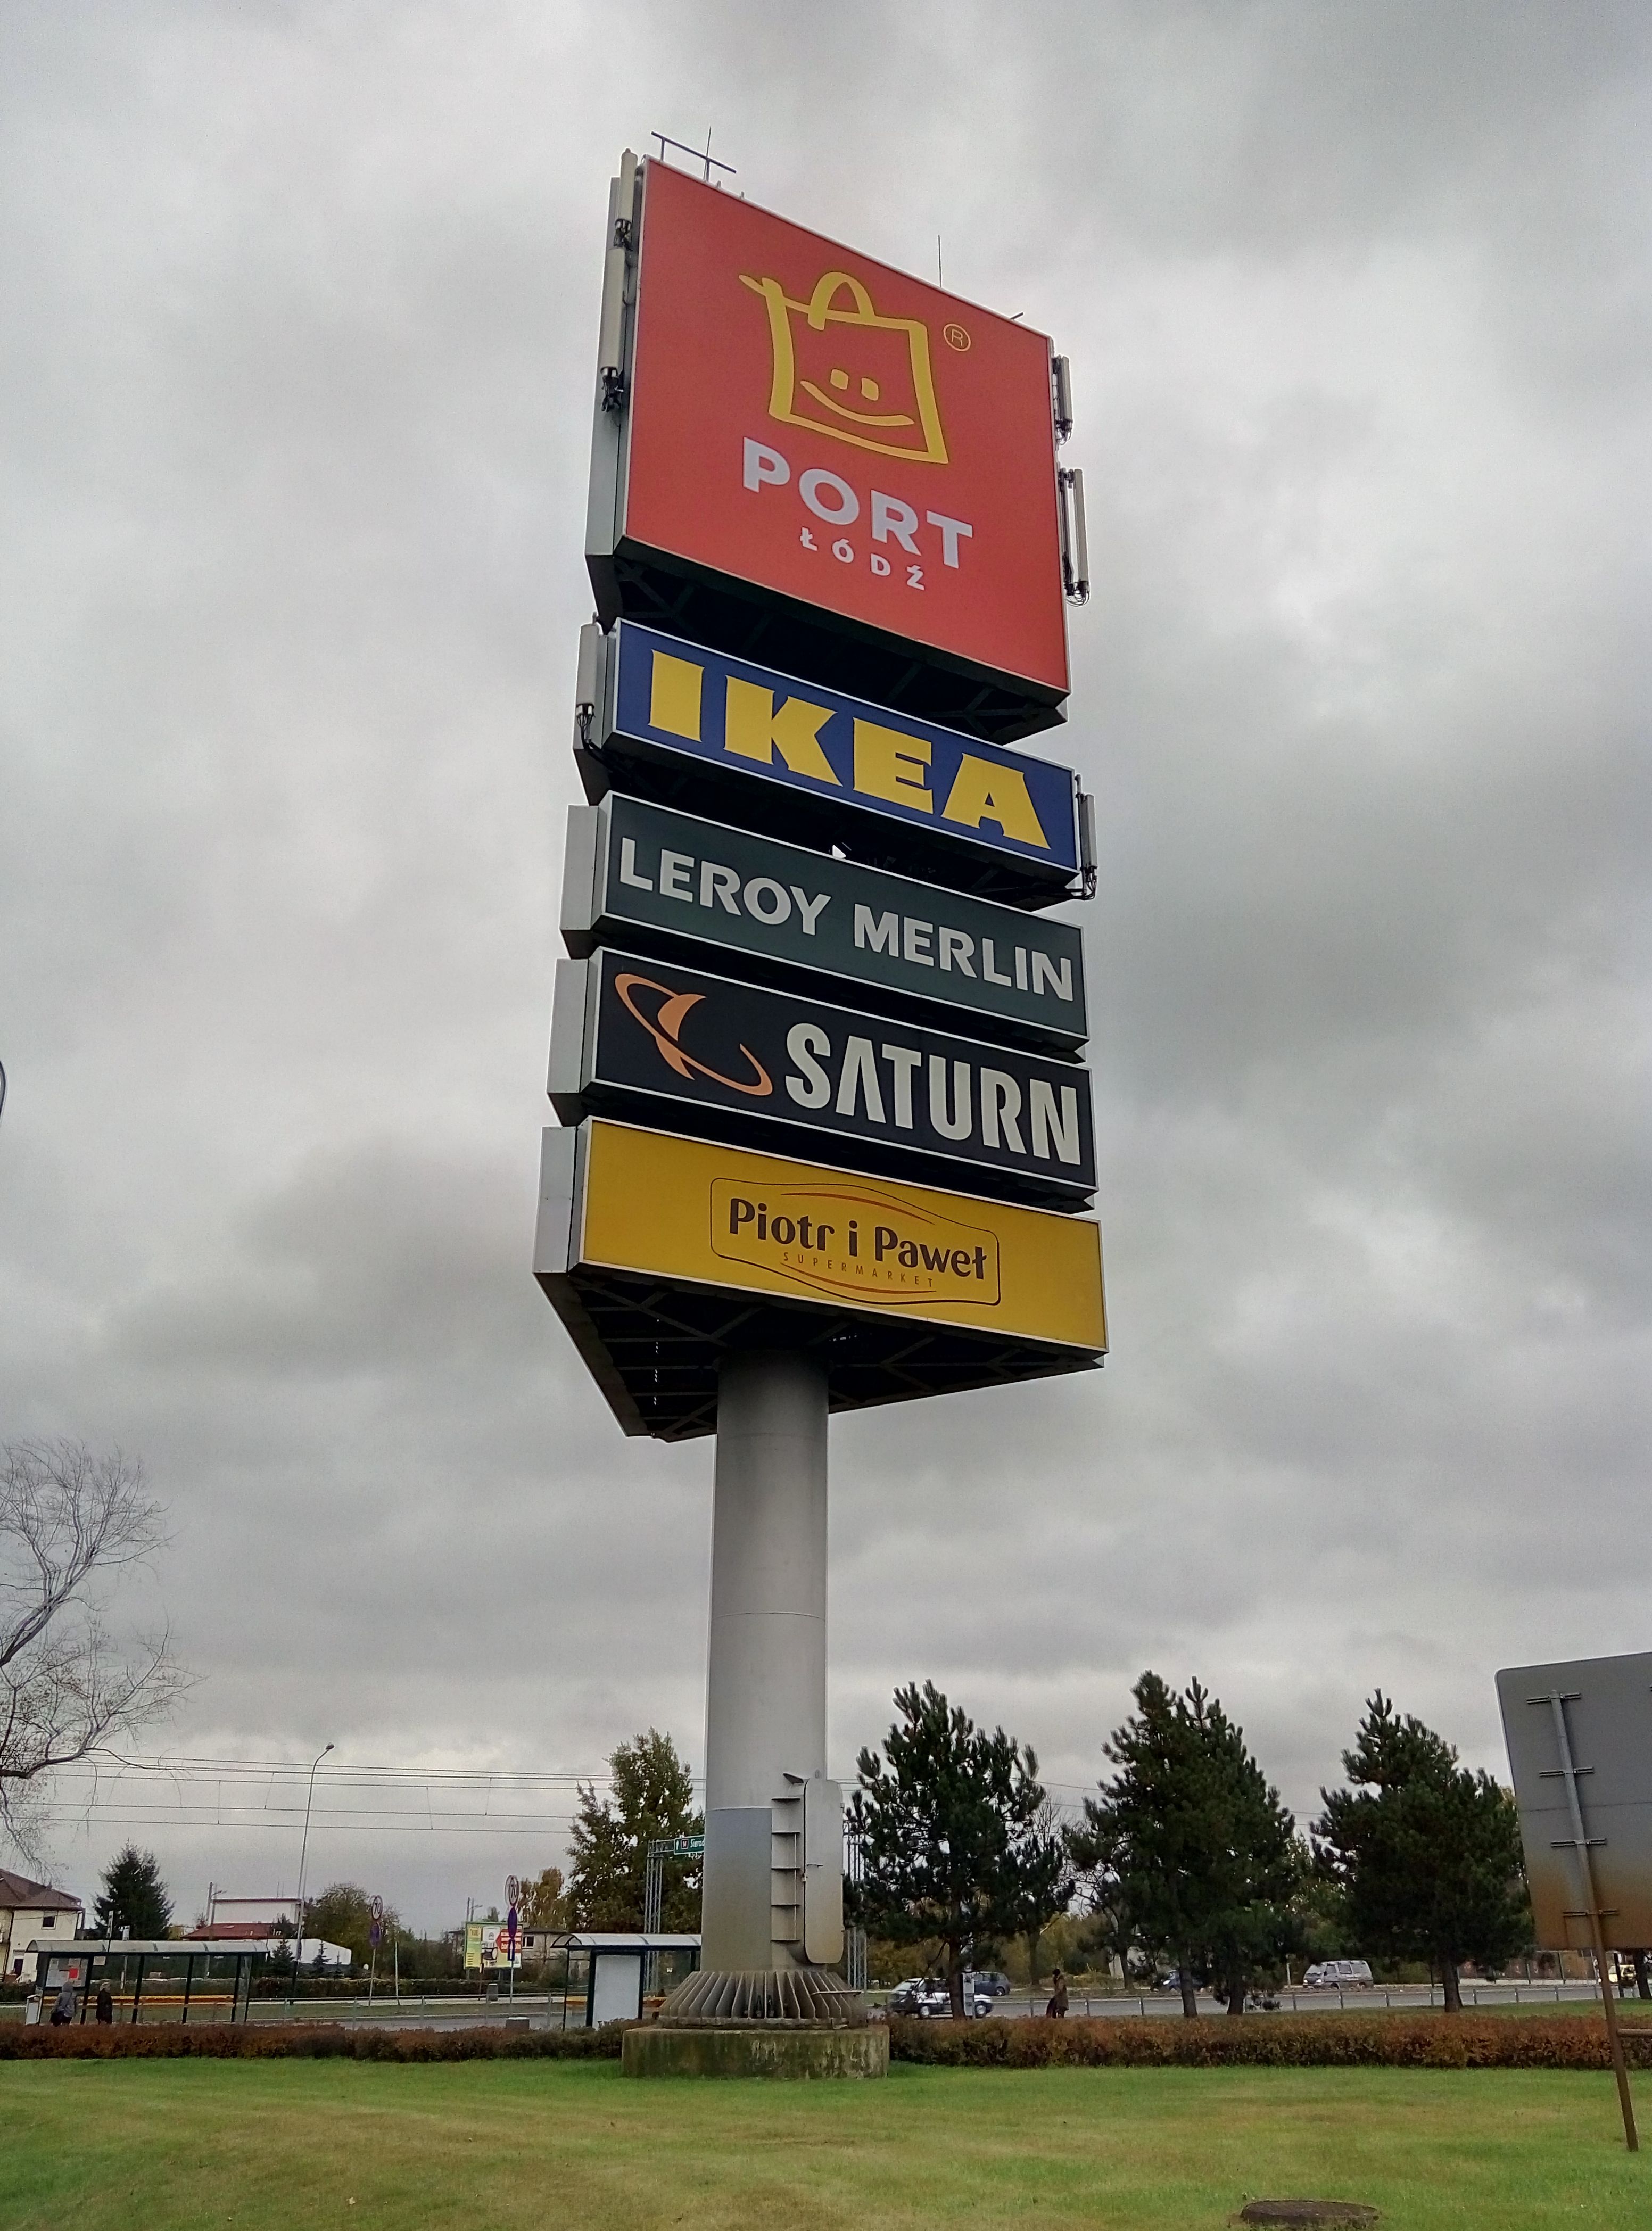 ®
PORT
ŁÓDŹ
IKEA
LEROY MERLIN
SATURN
Piotr i Paweł
SUPERMARKET